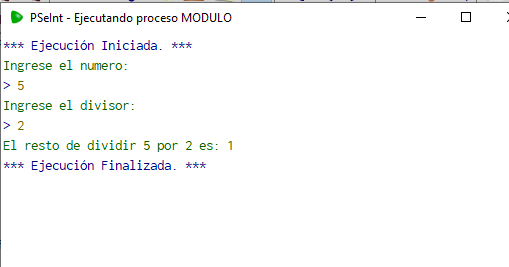 PSeInt - Ejecutando proceso MODULO
*** Ejecución Iniciada. ***
Ingrese el numero:
> 5
Ingrese el divisor:
> 2
El resto de dividir 5 por 2 es: 1
*** Ejecución Finalizada. ***